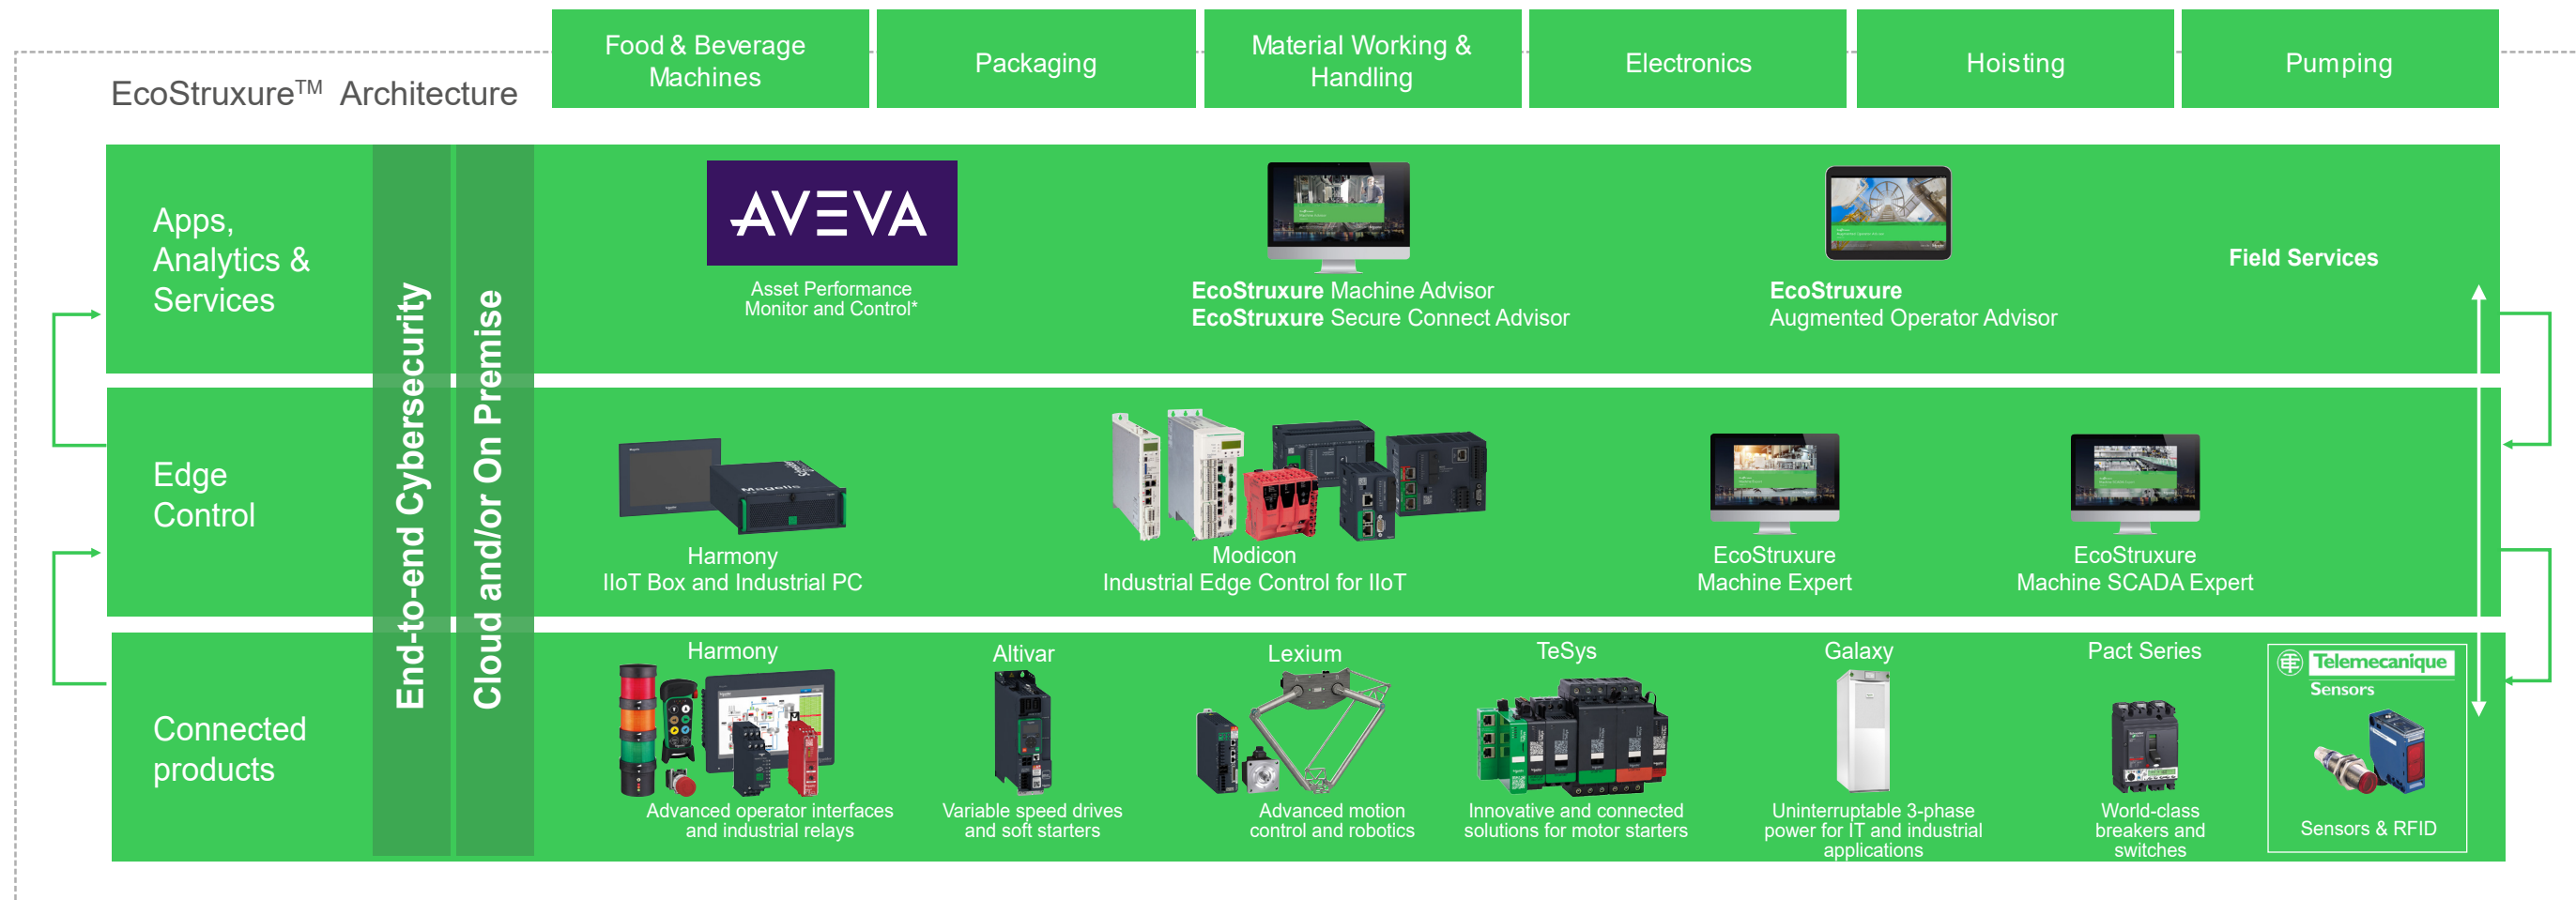 Food & Beverage
Machines
Packaging
Material Working &
Handling
Electronics
Hoisting
Pumping
EcoStruxure™ Architecture
Apps,
Analytics &
Services
End-to-end Cybersecurity
Cloud and/or On Premise
AVEVA
Asset Performance
Monitor and Control*
EcoStruxure Machine Advisor
EcoStruxure Secure Connect Advisor
EcoStruxure
Augmented Operator Advisor
Field Services
Edge
Control
Magelis
Harmony
IIoT Box and Industrial PC
Modicon
Industrial Edge Control for IIoT
EcoStruxure
Machine Expert
EcoStruxure
Machine SCADA Expert
Connected
products
Harmony
Advanced operator interfaces
and industrial relays
Altivar
Variable speed drives
and soft starters
Lexium
Advanced motion
control and robotics
TeSys
Innovative and connected
solutions for motor starters
Galaxy
Uninterruptable 3-phase
power for IT and industrial
applications
Pact Series
World-class
breakers and
switches
Telemecanique
Sensors
Sensors & RFID